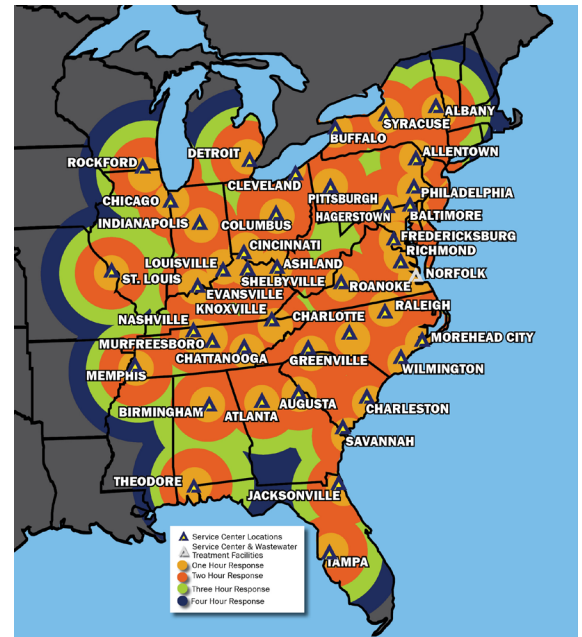 ALBANY
SYRACUSE
BUFFALO
ALLENTOWN
DETROIT
ROCKFORD
CLEVELAND
PITTSBURGH
PHILADELPHIA
CHICAGO
HAGERSTOWN
BALTIMORE
INDIANAPOLIS
COLUMBUS
FREDERICKSBURG
CINCINNATI
RICHMOND
LOUISVILLE
ASHLAND
NORFOLK
ST. LOUIS
SHELBYVILLE
ROANOKE
EVANSVILLE
KNOXVILLE
RALEIGH
NASHVILLE
CHARLOTTE
MURFREESBORO
MOREHEAD CITY
CHATTANOOGA
GREENVILLE
WILMINGTON
MEMPHIS
BIRMINGHAM
ATLANTA
AUGUSTA
CHARLESTON
SAVANNAH
THEODORE
JACKSONVILLE
TAMPA
Service Center Locations
Service Center & Wastewater
Treatment Facilities
One Hour Response
Two Hour Response
Three Hour Response
Four Hour Response